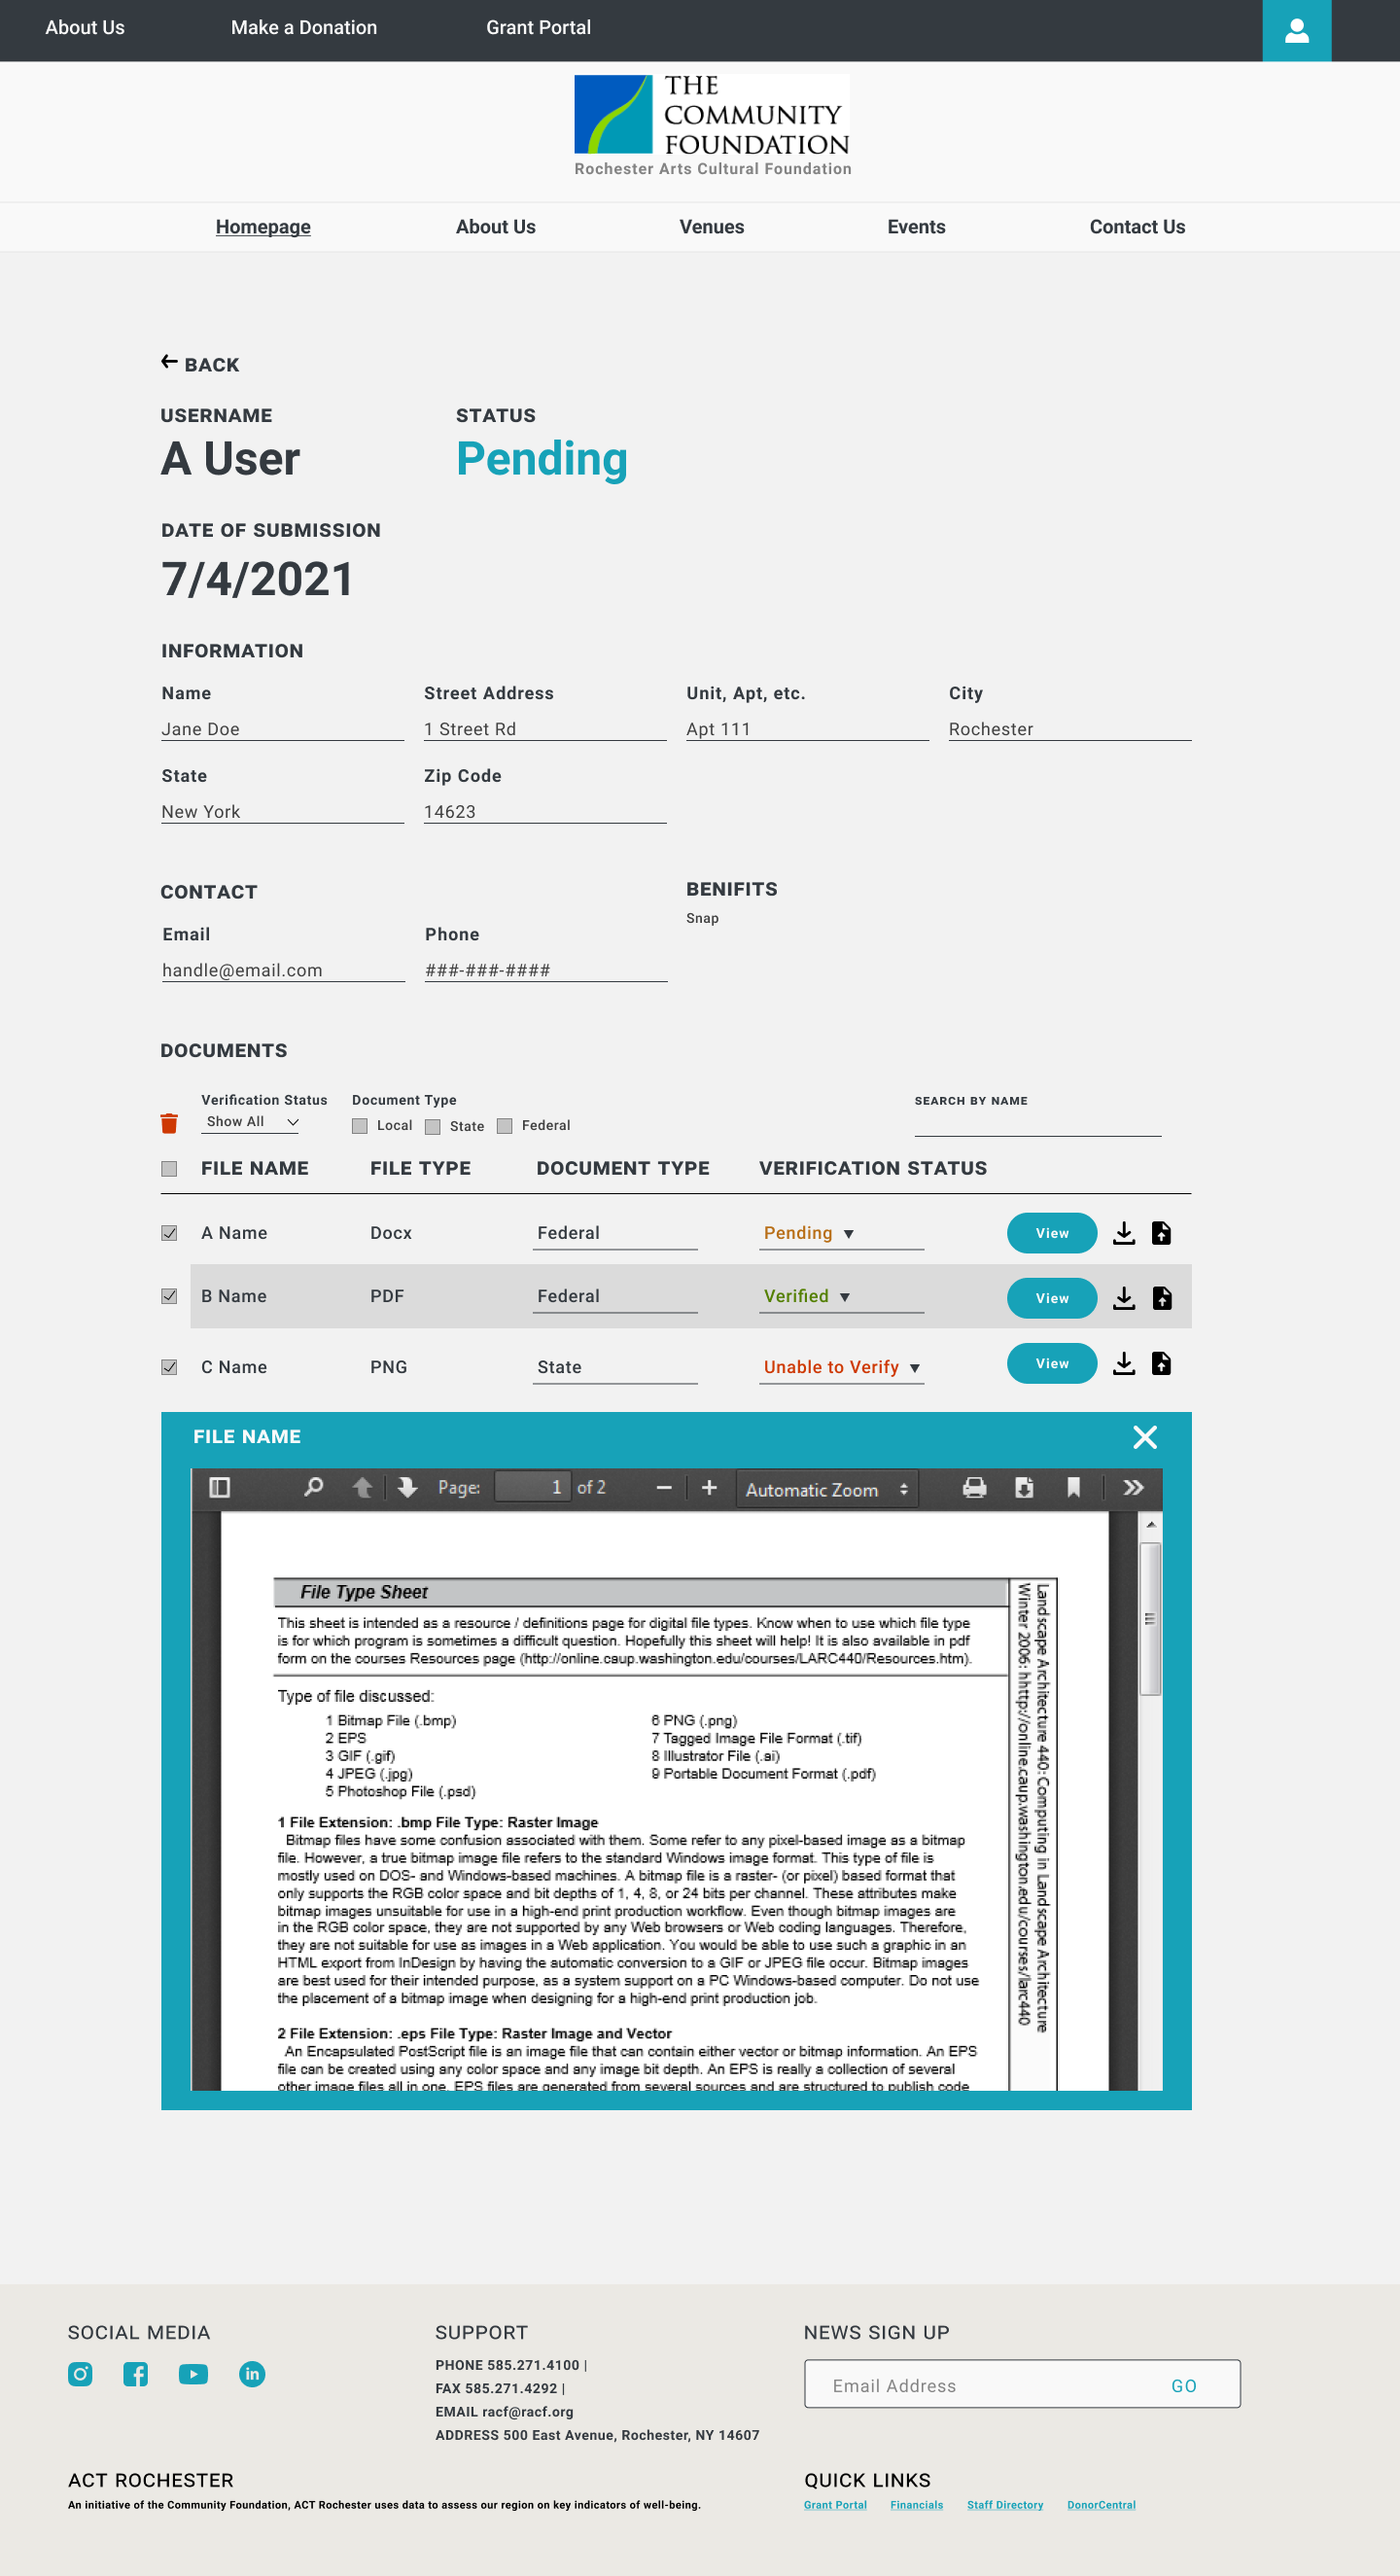 About Us Make a Donation Grant Portal
THE
COMMUNITY
FOUNDATION
Rochester Arts Cultural Foundation
Homepage About Us Venues Events Contact Us
BACK
USERNAME STATUS
A User Pending
DATE OF SUBMISSION
7/4/2021
INFORMATION
Name Street Address Unit, Apt, etc. City
Jane Doe 1 Street Rd Apt 111 Rochester
State Zip Code
New York 14623
CONTACT BENIFITS
Snap
Email Phone
handle@email.com ###-###-####
DOCUMENTS
Verification Status Document Type SEARCH BY NAME
Show All Local State Federal
FILE NAME FILE TYPE DOCUMENT TYPE VERIFICATION STATUS
A Name Docx Federal Pending View
B Name PDF Federal Verified View
C Name PNG State Unable to Verify View
FILE NAME
Page: 1 of 2 Automatic Zoom
File Type Sheet
This sheet is intended as a resource / definitions page for digital file types. Know when to use which file type
is for which program is sometimes a difficult question. Hopefully this sheet will help! It is also available in pdf
form on the courses Resources page (http://online.caup.washington.edu/courses/LARC440/Resources.htm).
Landscape Architecture 440: Computing in Landscape Architecture
Winter 2006: hhttp://online.caup.washington.edu/courses/larc440
Type of file discussed:
1 Bitmap File (.bmp) 6 PNG (.png)
2 EPS 7 Tagged Image File Format (.tif)
3 GIF (.gif) 8 Illustrator File (.ai)
4 JPEG (.jpg) 9 Portable Document Format (.pdf)
5 Photoshop File (.psd)
1 File Extension: .bmp File Type: Raster Image
Bitmap files have some confusion associated with them. Some refer to any pixel-based image as a bitmap
file. However, a true bitmap image file refers to the standard Windows image format. This type of file is
mostly used on DOS- and Windows-based machines. A bitmap file is a raster- (or pixel) based format that
only supports the RGB color space and bit depths of 1, 4, 8, or 24 bits per channel. These attributes make
bitmap images unsuitable for use in a high-end print production workflow. Even though bitmap images are
in the RGB color space, they are not supported by any Web browsers or Web coding languages. Therefore,
they are not suitable for use as images in a Web application. You would be able to use such a graphic in an
HTML export from InDesign by having the automatic conversion to a GIF or JPEG file occur. Bitmap images
are best used for their intended purpose, as a system support on a PC Windows-based computer. Do not use
the placement of a bitmap image when designing for a high-end print production job.
2 File Extension: .eps File Type: Raster Image and Vector
An Encapsulated PostScript file is an image file that can contain either vector or bitmap information. An EPS
file can be created using any color space and any image bit depth. An EPS is really a collection of several
other image files all in one. EPS files are generated from several sources and are structured to publish code
SOCIAL MEDIA SUPPORT NEWS SIGN UP
PHONE 585.271.4100 |
FAX 585.271.4292 |
EMAIL racf@racf.org
ADDRESS 500 East Avenue, Rochester, NY 14607
in
Email Address GO
ACT ROCHESTER QUICK LINKS
An initiative of the Community Foundation, ACT Rochester uses data to assess our region on key indicators of well-being.
Grant Portal Financials Staff Directory DonorCentral